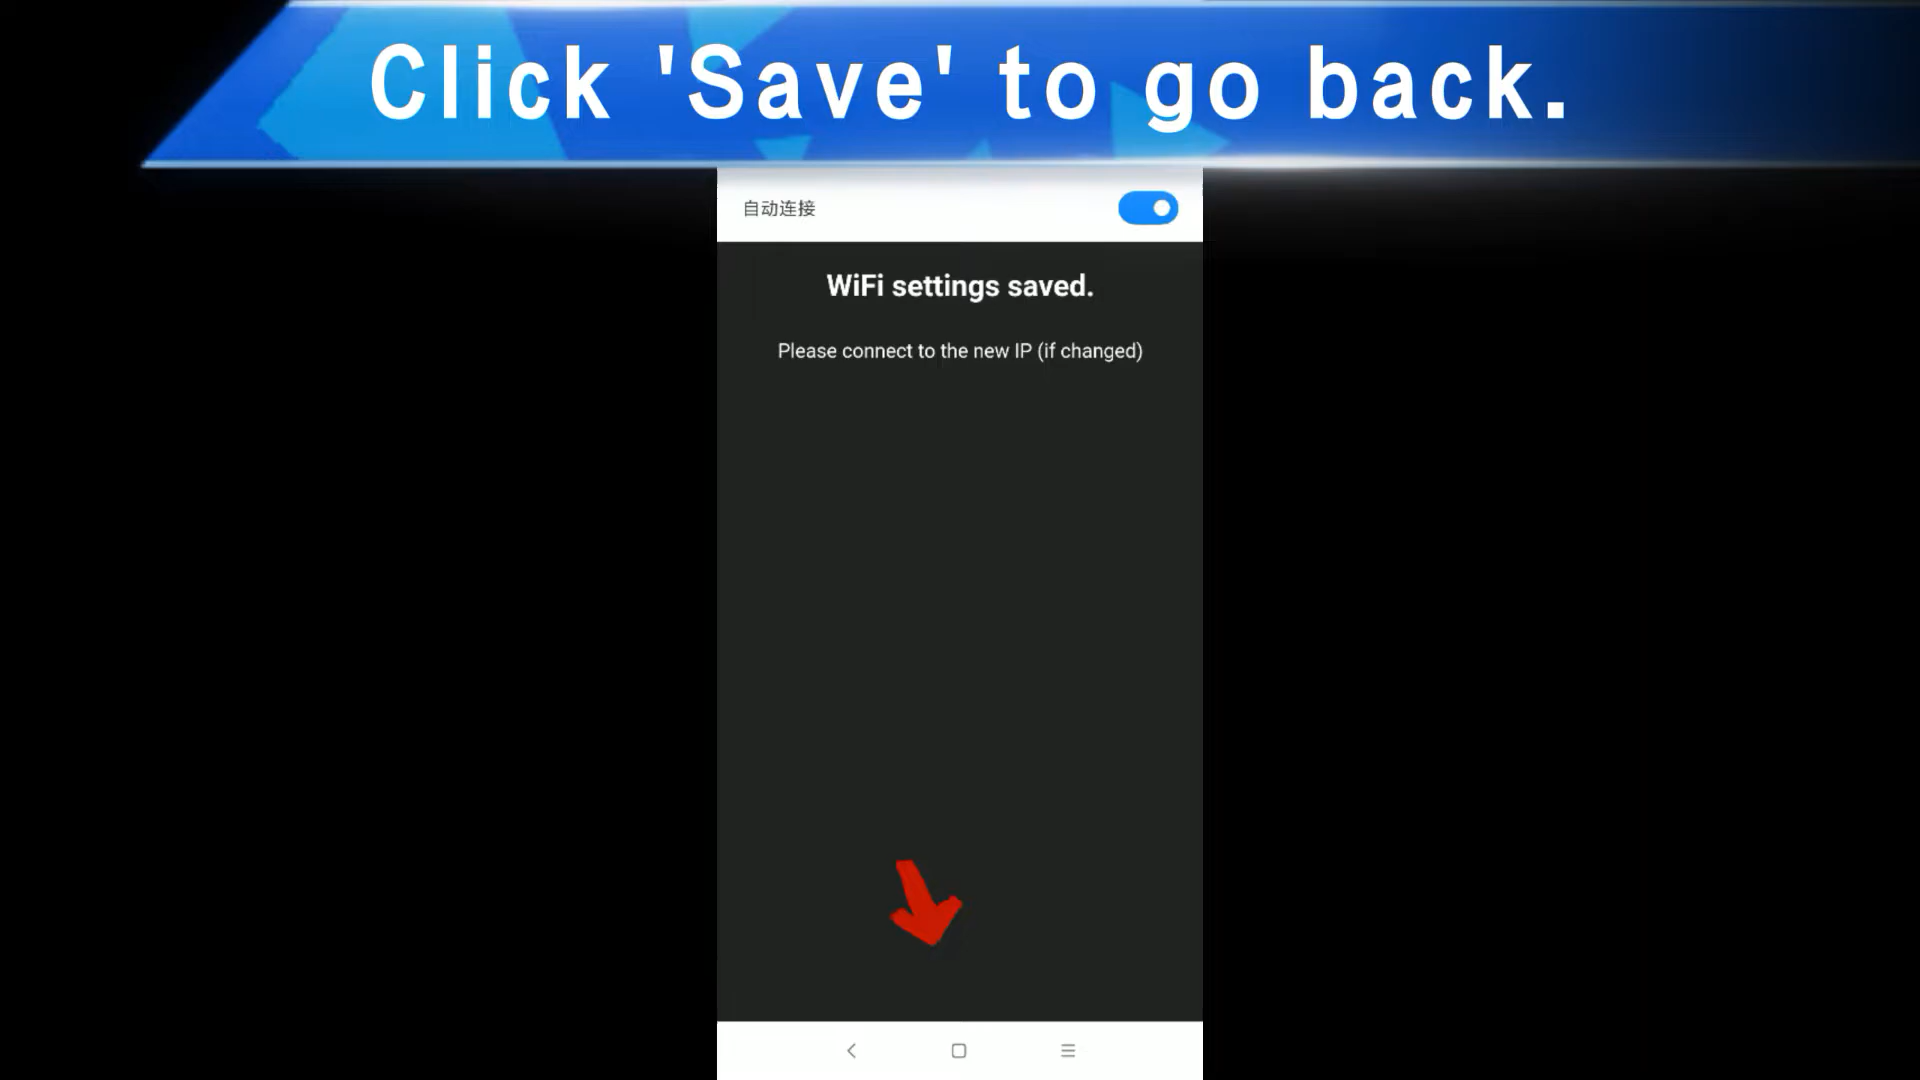 Click 'Save' to go back.
自动连接
WiFi settings saved.
Please connect to the new IP (if changed)